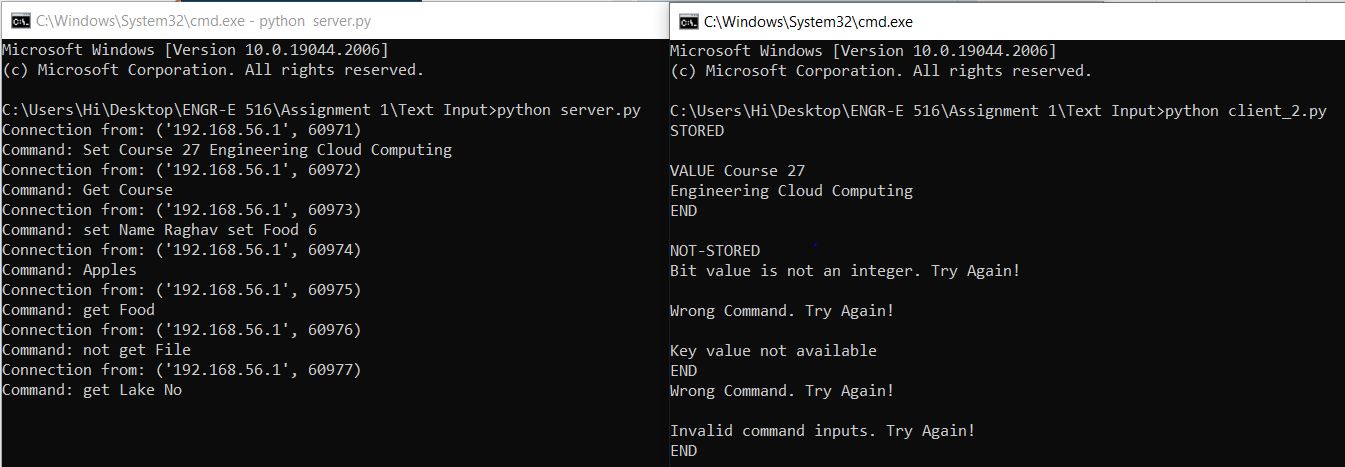 C:\Windows\System32\cmd.exe - python  server.py
Microsoft Windows [Version 10.0.19044.2006]
(c) Microsoft Corporation. All rights reserved.
C:\Users\Hi\Desktop\ENGR-E 516\Assignment 1\Text Input>python server.py
Connection from: ('192.168.56.1', 60971)
Command: Set Course 27 Engineering Cloud Computing
Connection from: ('192.168.56.1', 60972)
Command: Get Course
Connection from: ('192.168.56.1', 60973)
Command: set Name Raghav set Food 6
Connection from: ('192.168.56.1', 60974)
Command: Apples
Connection from: ('192.168.56.1', 60975)
Command: get Food
Connection from: ('192.168.56.1', 60976)
Command: not get File
Connection from: ('192.168.56.1', 60977)
Command: get Lake No
C:\Windows\System32\cmd.exe
Microsoft Windows [Version 10.0.19044.2006]
(c) Microsoft Corporation. All rights reserved.
C:\Users\Hi\Desktop\ENGR-E 516\Assignment 1\Text Input>python client_2.py
STORED
VALUE Course 27
Engineering Cloud Computing
END
NOT-STORED
Bit value is not an integer. Try Again!
Wrong Command. Try Again!
Key value not available
END
Wrong Command. Try Again!
Invalid command inputs. Try Again!
END